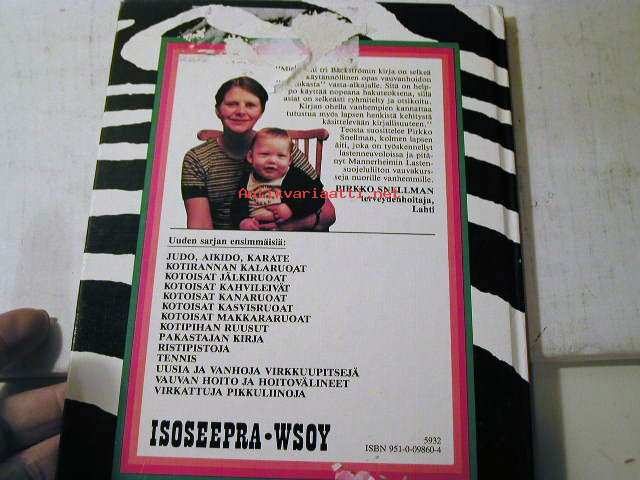 tri Bäckströmin kirja on selkeä
käytännöllinen opas vauvanhoidon
vasta-alkajalle. Sitä on help-
po käyttää nopeana hakuteoksena, sillä
asiat on selkeästi ryhmitelty ja otsikoitu.
Kirjan ohella vanhempien kannattaa
tutustua myös lapsen henkistä kehitystä
käsittelevään kirjallisuuteen."
Teosta suosittelee Pirkko
Snellman, kolmen lapsen
äiti, joka on työskennellyt
lastenneuvoloissa ja pitä-
nyt Mannerheimin Lasten-
suojeluliiton vauvakurs-
seja nuorille vanhemmille.
PIRKKO SNELLMAN
terveydenhoitaja,
Lahti
Antikvariaatti.net
Uuden sarjan ensimmäisiä:
JUDO, AIKIDO, KARATE
KOTIRANNAN KALARUOAT
KOTOISAT JÄLKIRUOAT
KOTOISAT KAHVILEIVÄT
KOTOISAT KANARUOAT
KOTOISAT KASVISRUOAT
KOTOISAT MAKKARARUOAT
KOTIPIHAN RUUSUT
PAKASTAJAN KIRJA
RISTIPISTOJA
TENNIS
UUSIA JA VANHOJA VIRKKUUPITSEJÄ
VAUVAN HOITO JA HOITOVÄLINEET
VIRKATTUJA PIKKULIINOJA
ISOSEEPRA•WSOY
5932
ISBN 951-0-09860-4